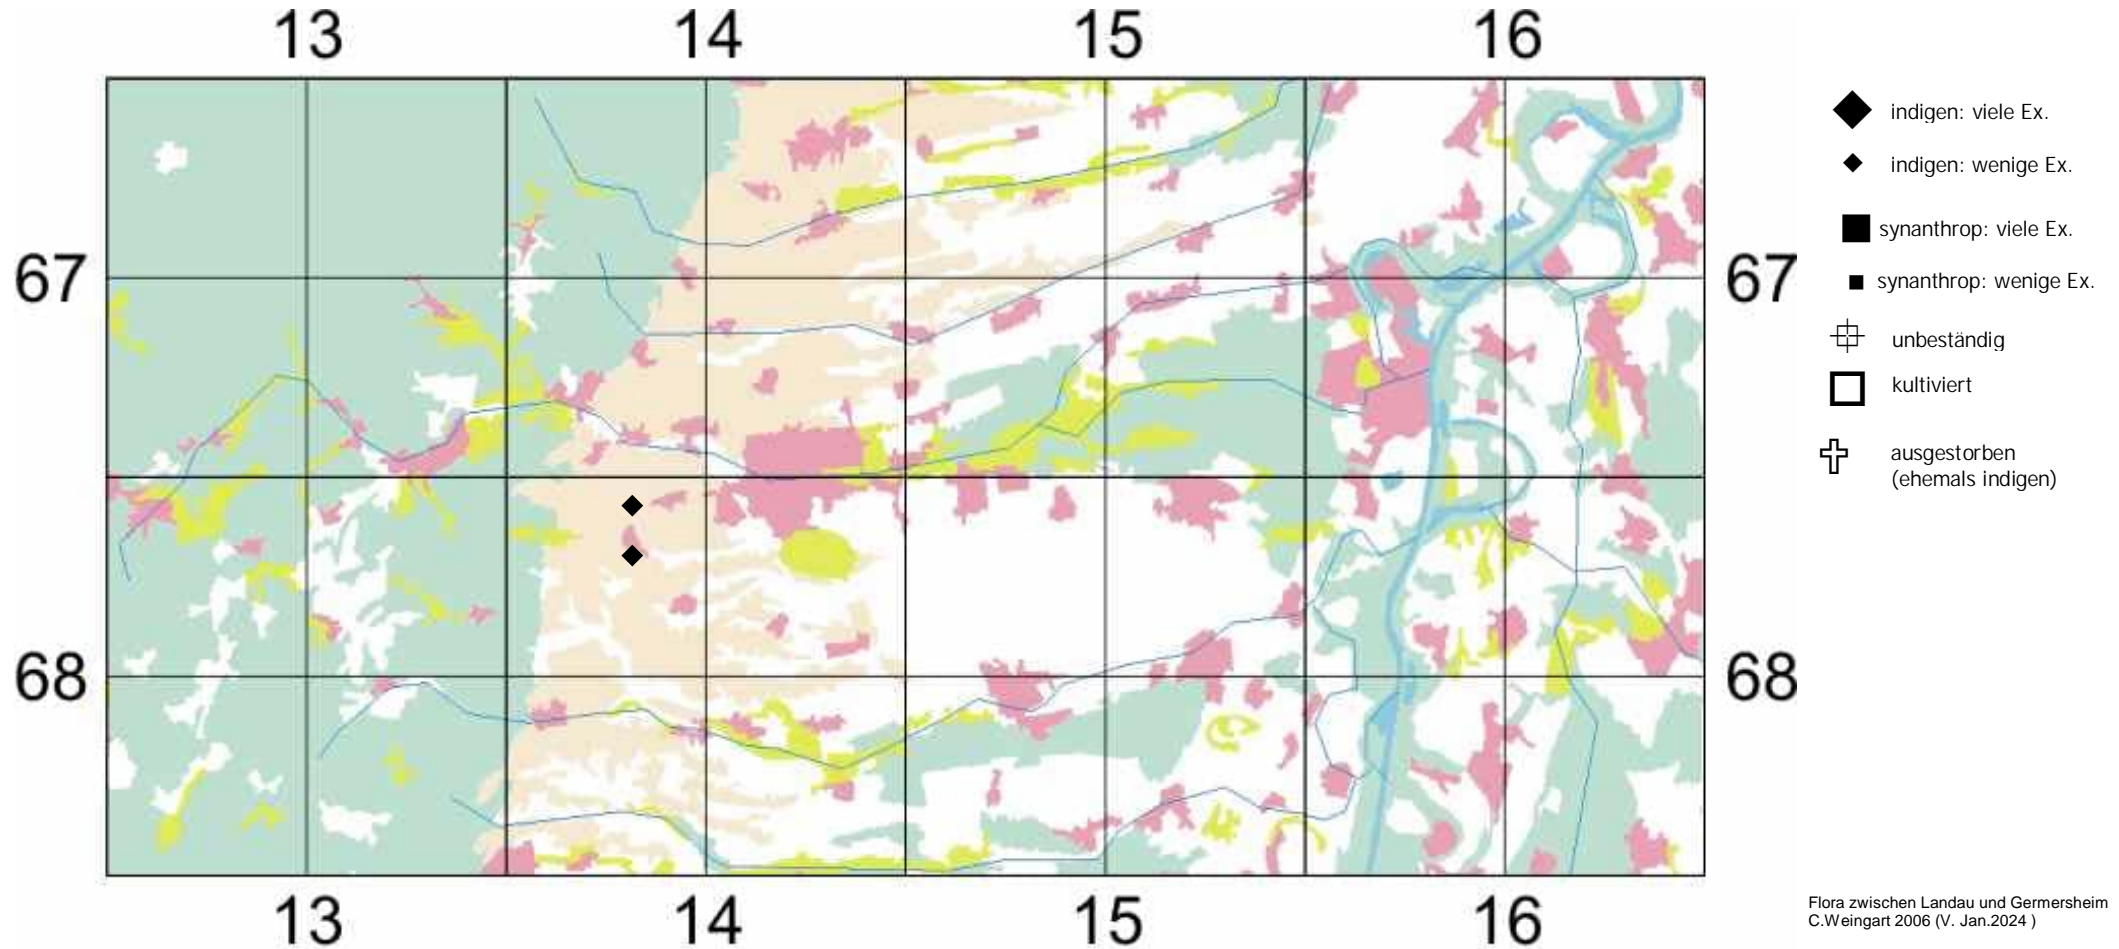 13 14 15 16
67 67
68 68
13 14 15 16
indigen: viele Ex.
indigen: wenige Ex.
synanthrop: viele Ex.
synanthrop: wenige Ex.
unbeständig
kultiviert
ausgestorben
(ehemals indigen)
Flora zwischen Landau und Germersheim
C.Weingart 2006 (V. Jan.2024 )